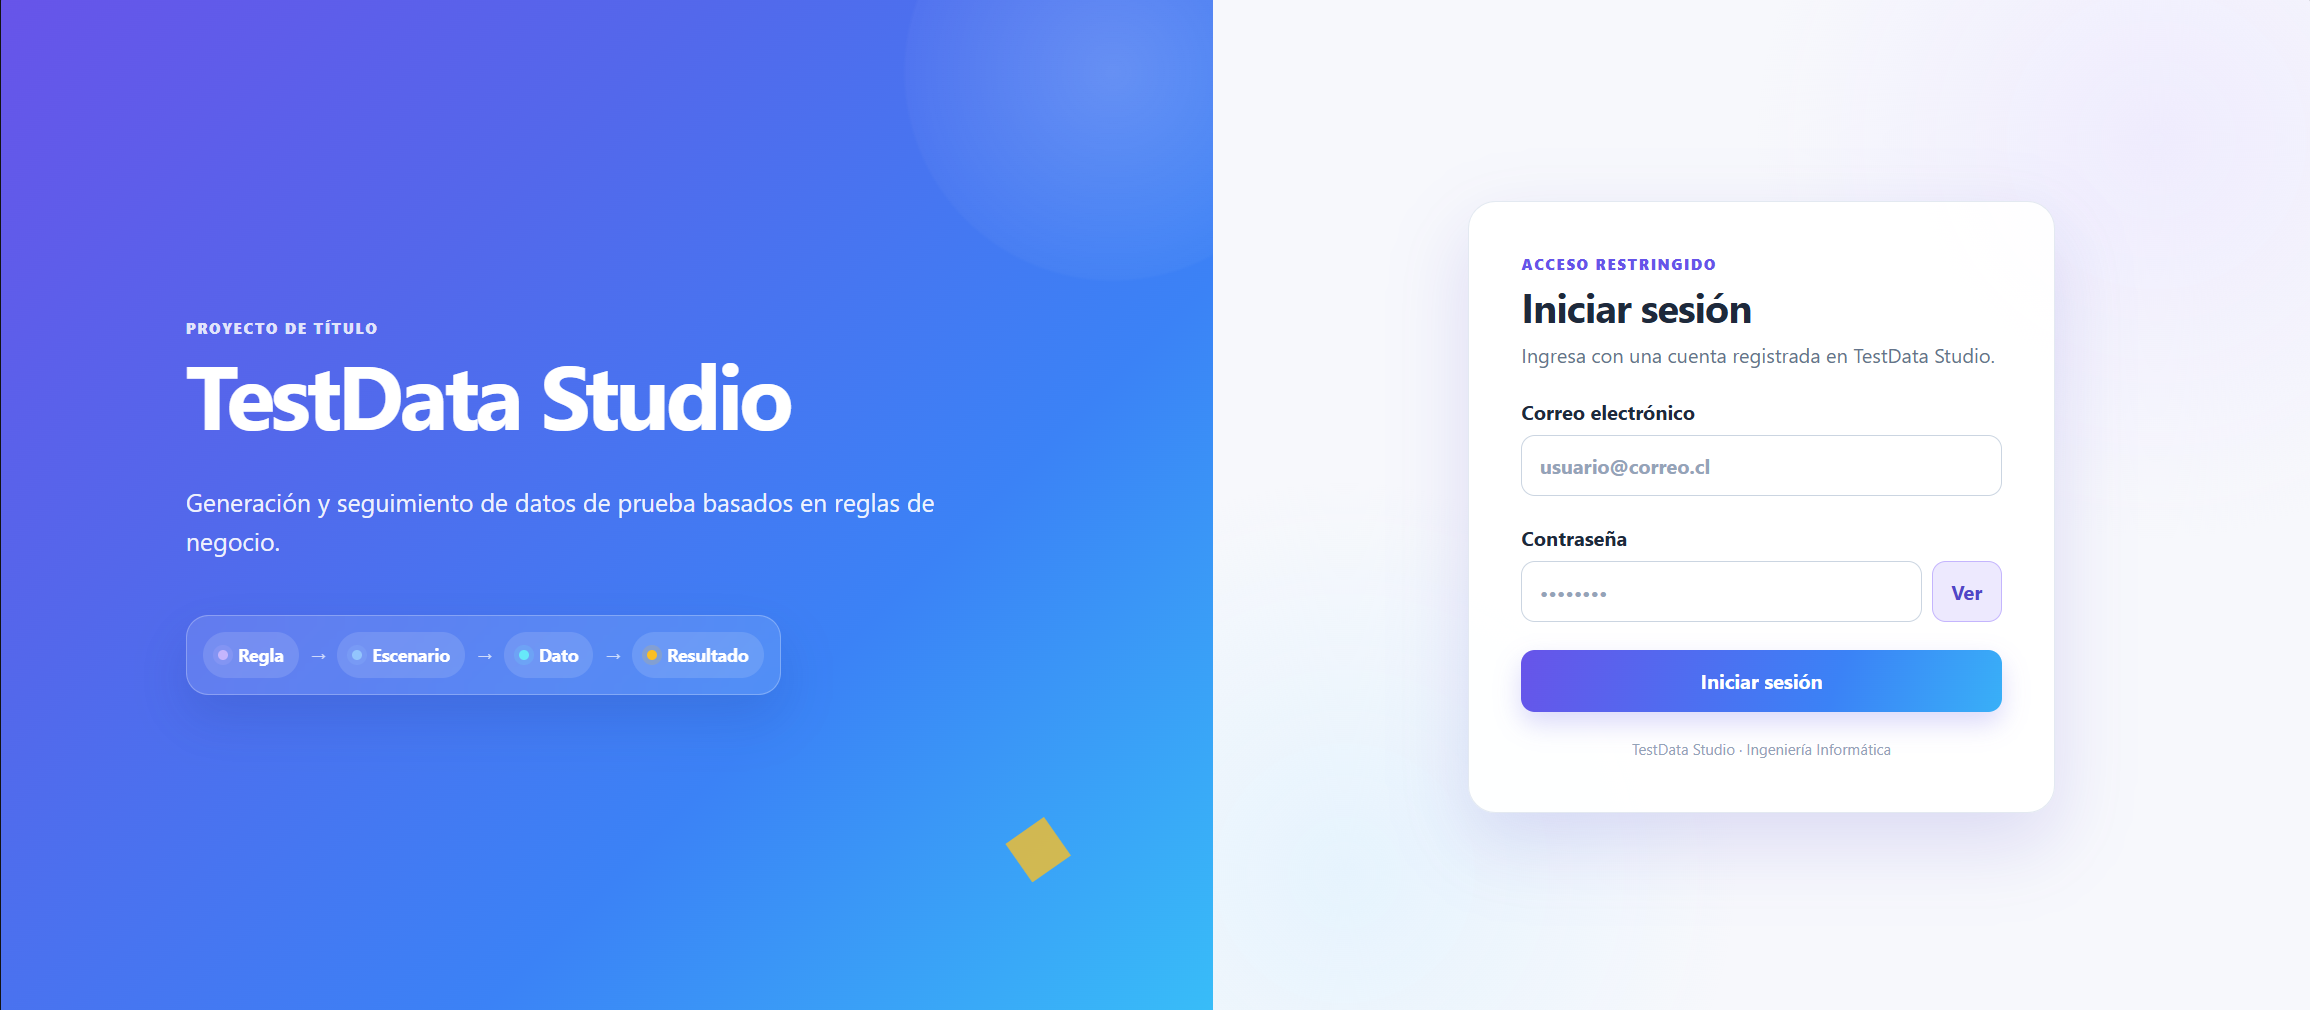 PROYECTO DE TÍTULO
TestData Studio
Generación y seguimiento de datos de prueba basados en reglas de
negocio.
Regla → Escenario → Dato → Resultado
ACCESO RESTRINGIDO
Iniciar sesión
Ingresa con una cuenta registrada en TestData Studio.
Correo electrónico
usuario@correo.cl
Contraseña
••••••••
Ver
Iniciar sesión
TestData Studio · Ingeniería Informática